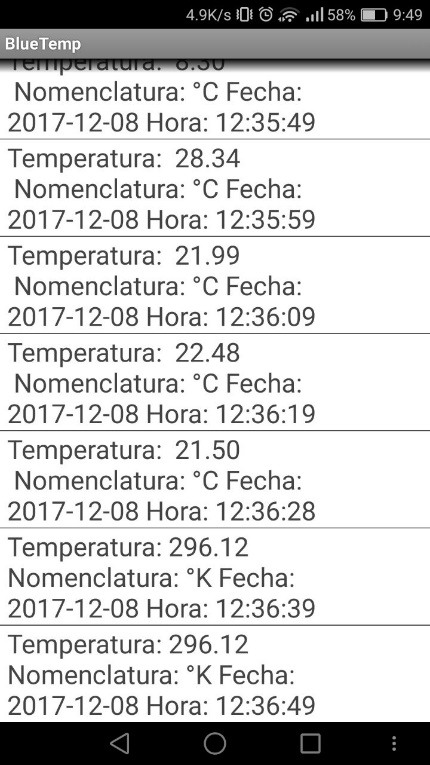 4.9K/s 58% 9:49
BlueTemp
Temperatura: 8.30
Nomenclatura: °C Fecha:
2017-12-08 Hora: 12:35:49
Temperatura: 28.34
Nomenclatura: °C Fecha:
2017-12-08 Hora: 12:35:59
Temperatura: 21.99
Nomenclatura: °C Fecha:
2017-12-08 Hora: 12:36:09
Temperatura: 22.48
Nomenclatura: °C Fecha:
2017-12-08 Hora: 12:36:19
Temperatura: 21.50
Nomenclatura: °C Fecha:
2017-12-08 Hora: 12:36:28
Temperatura: 296.12
Nomenclatura: °K Fecha:
2017-12-08 Hora: 12:36:39
Temperatura: 296.12
Nomenclatura: °K Fecha:
2017-12-08 Hora: 12:36:49